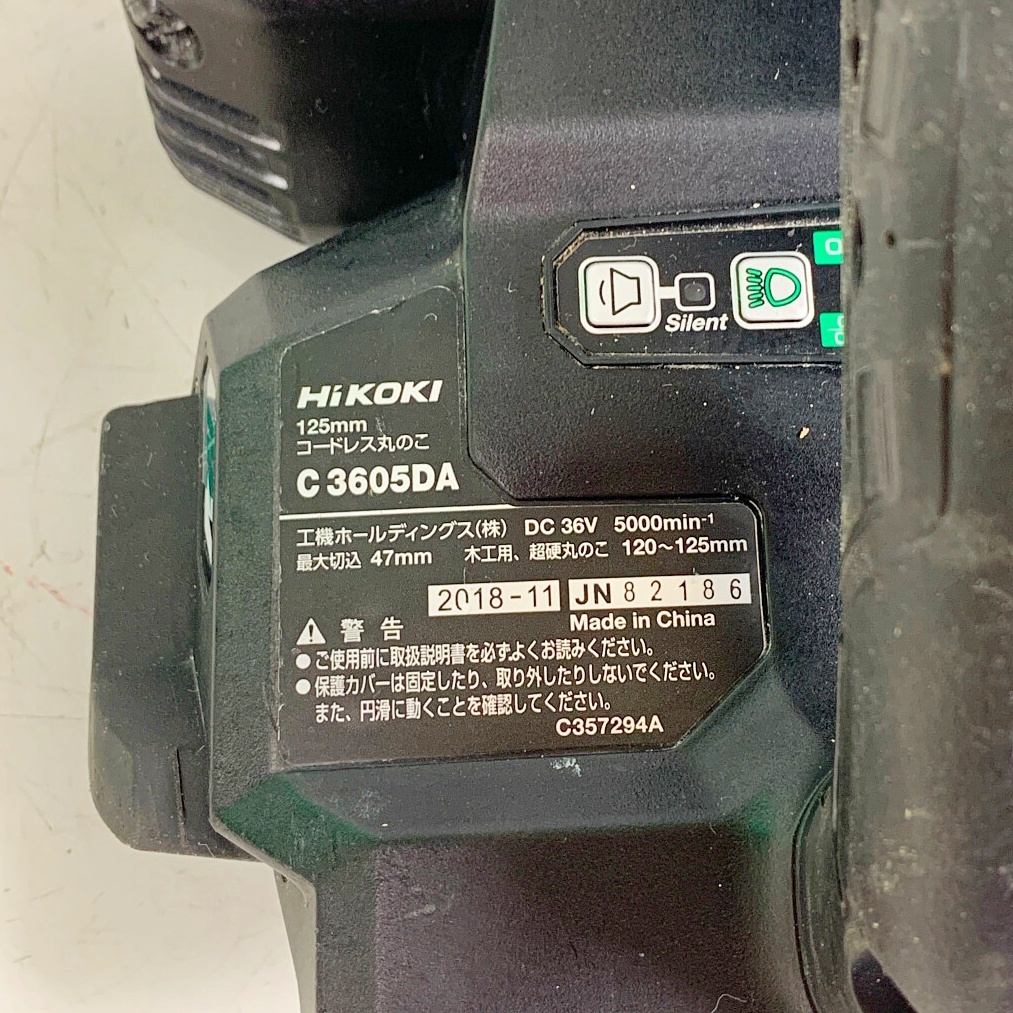 Silent
HiKOKI
125mm
コードレス丸のこ
C 3605DA
工機ホールディングス(株) DC 36V 5000min⁻¹
最大切込 47mm 木工用、超硬丸のこ 120～125mm
2018-11 JN 82186
Made in China
警告
●ご使用前に取扱説明書を必ずよくお読みください。
●保護カバーは固定したり、取り外したりしないでください。
また、円滑に動くことを確認してください。
C357294A